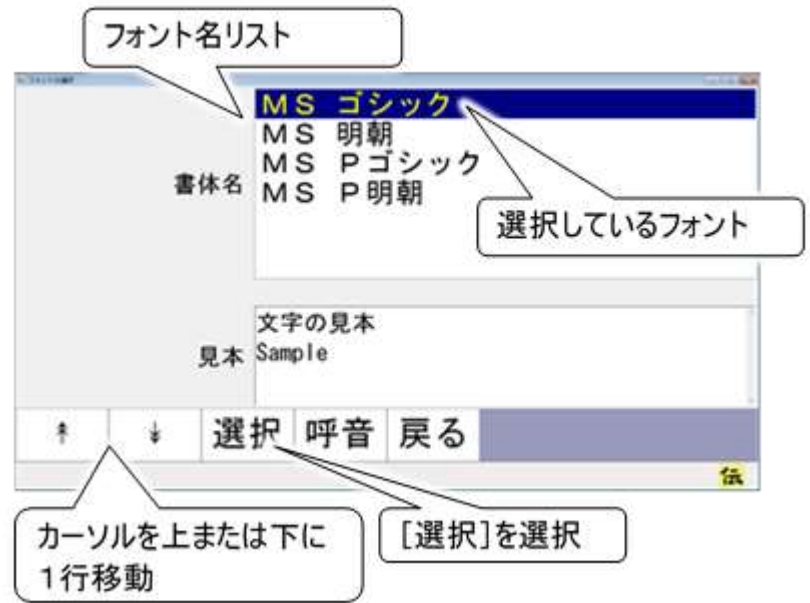 フォント名リスト
MS ゴシック
MS 明朝
MS Pゴシック
MS P明朝
書体名
選択しているフォント
文字の見本
Sample
見本
選択 呼音 戻る
伝
カーソルを上または下に
1行移動
[選択]を選択